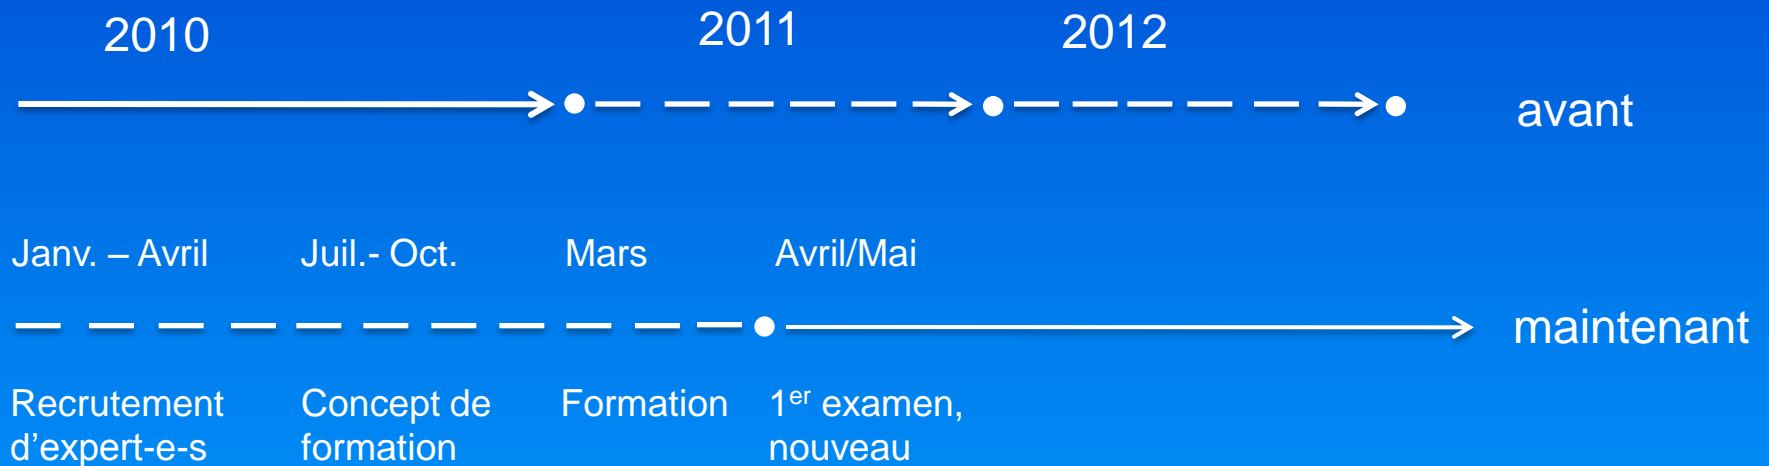 2010 2011 2012
avant
Janv. – Avril Juil.- Oct. Mars Avril/Mai
maintenant
Recrutement Concept de Formation 1er examen,
d’expert-e-s formation nouveau